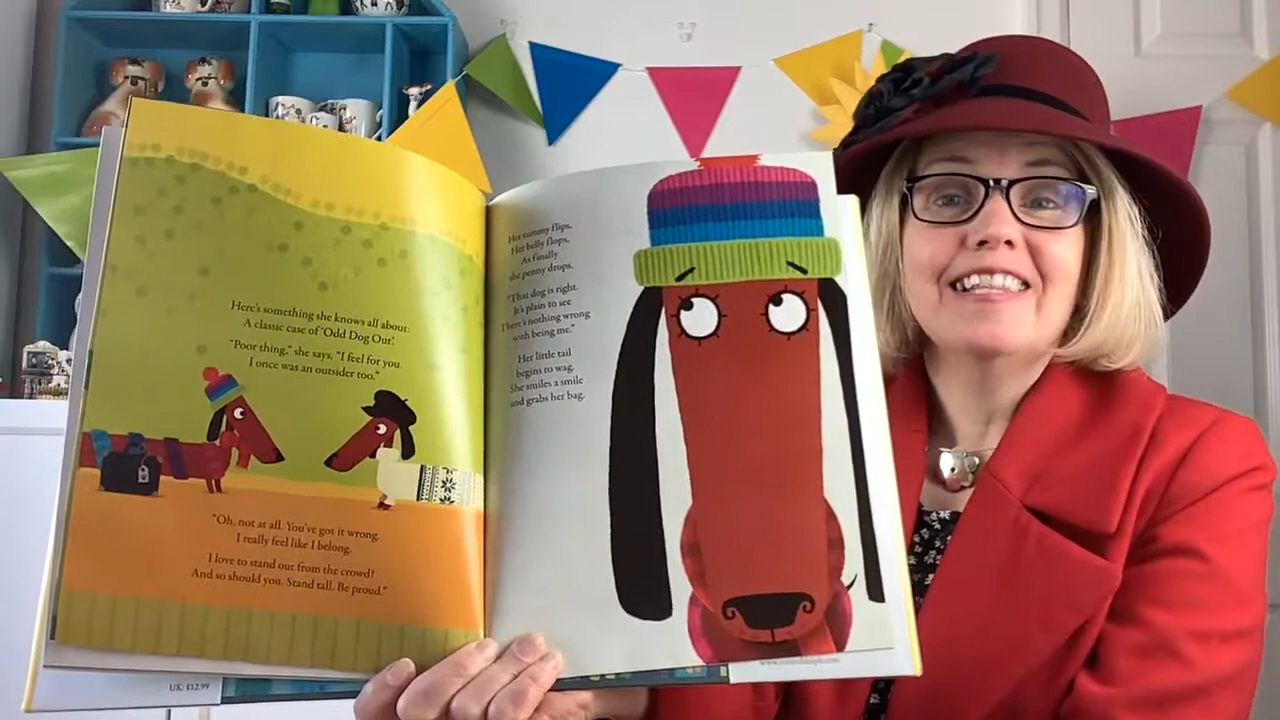 Here's something she knows all about:
A classic case of 'Odd Dog Out'.
"Poor thing," she says, "I feel for you.
I once was an outsider too."
"Oh, not at all. You've got it wrong.
I really feel like I belong.
I love to stand out from the crowd!
And so should you. Stand tall. Be proud."
Her tummy flips,
Her belly flops,
As finally
the penny drops.
"That dog is right.
It's plain to see
There's nothing wrong
with being me."
Her little tail
begins to wag,
She smiles a smile
and grabs her bag.
UK: £12.99